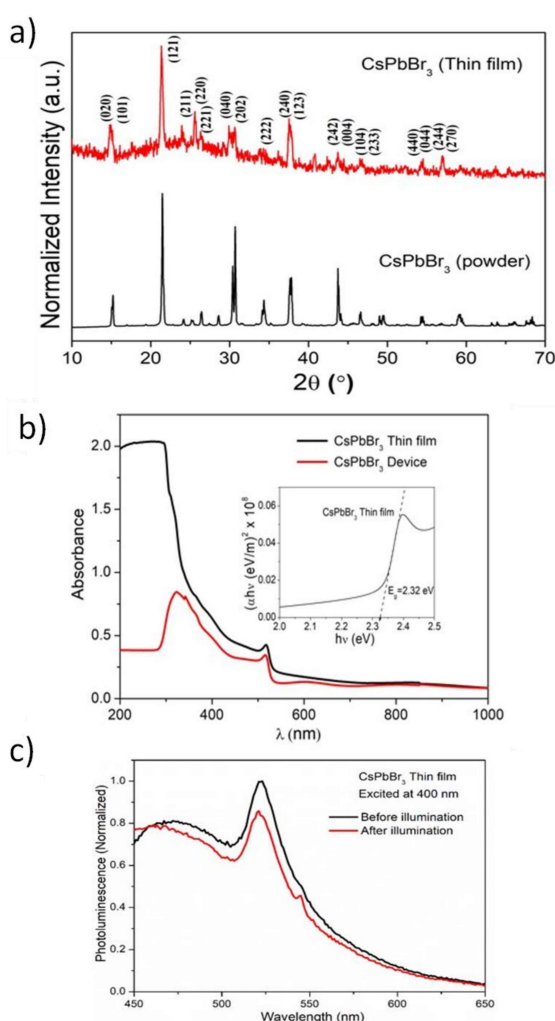 a)
Normalized Intensity (a.u.)
CsPbBr₃ (Thin film)
(020)
(101)
(121)
(211)
(220)
(221)
(040)
(202)
(222)
(240)
(123)
(242)
(004)
(104)
(233)
(440)
(044)
(244)
(270)
CsPbBr₃ (powder)
10 20 30 40 50 60 70
2θ (°)
b)
Absorbance
2.0
1.5
1.0
0.5
0.0
CsPbBr₃ Thin film
CsPbBr₃ Device
(αhν (eV/m)² x 10⁸
0.06
0.04
0.02
0.00
CsPbBr₃ Thin film
E_g=2.32 eV
2.0 2.1 2.2 2.3 2.4 2.5
hν (eV)
200 400 600 800 1000
λ (nm)
c)
Photoluminescence (Normalized)
1.0
0.8
0.6
0.4
0.2
0.0
CsPbBr₃ Thin film
Excited at 400 nm
Before illumination
After illumination
450 500 550 600 650
Wavelength (nm)